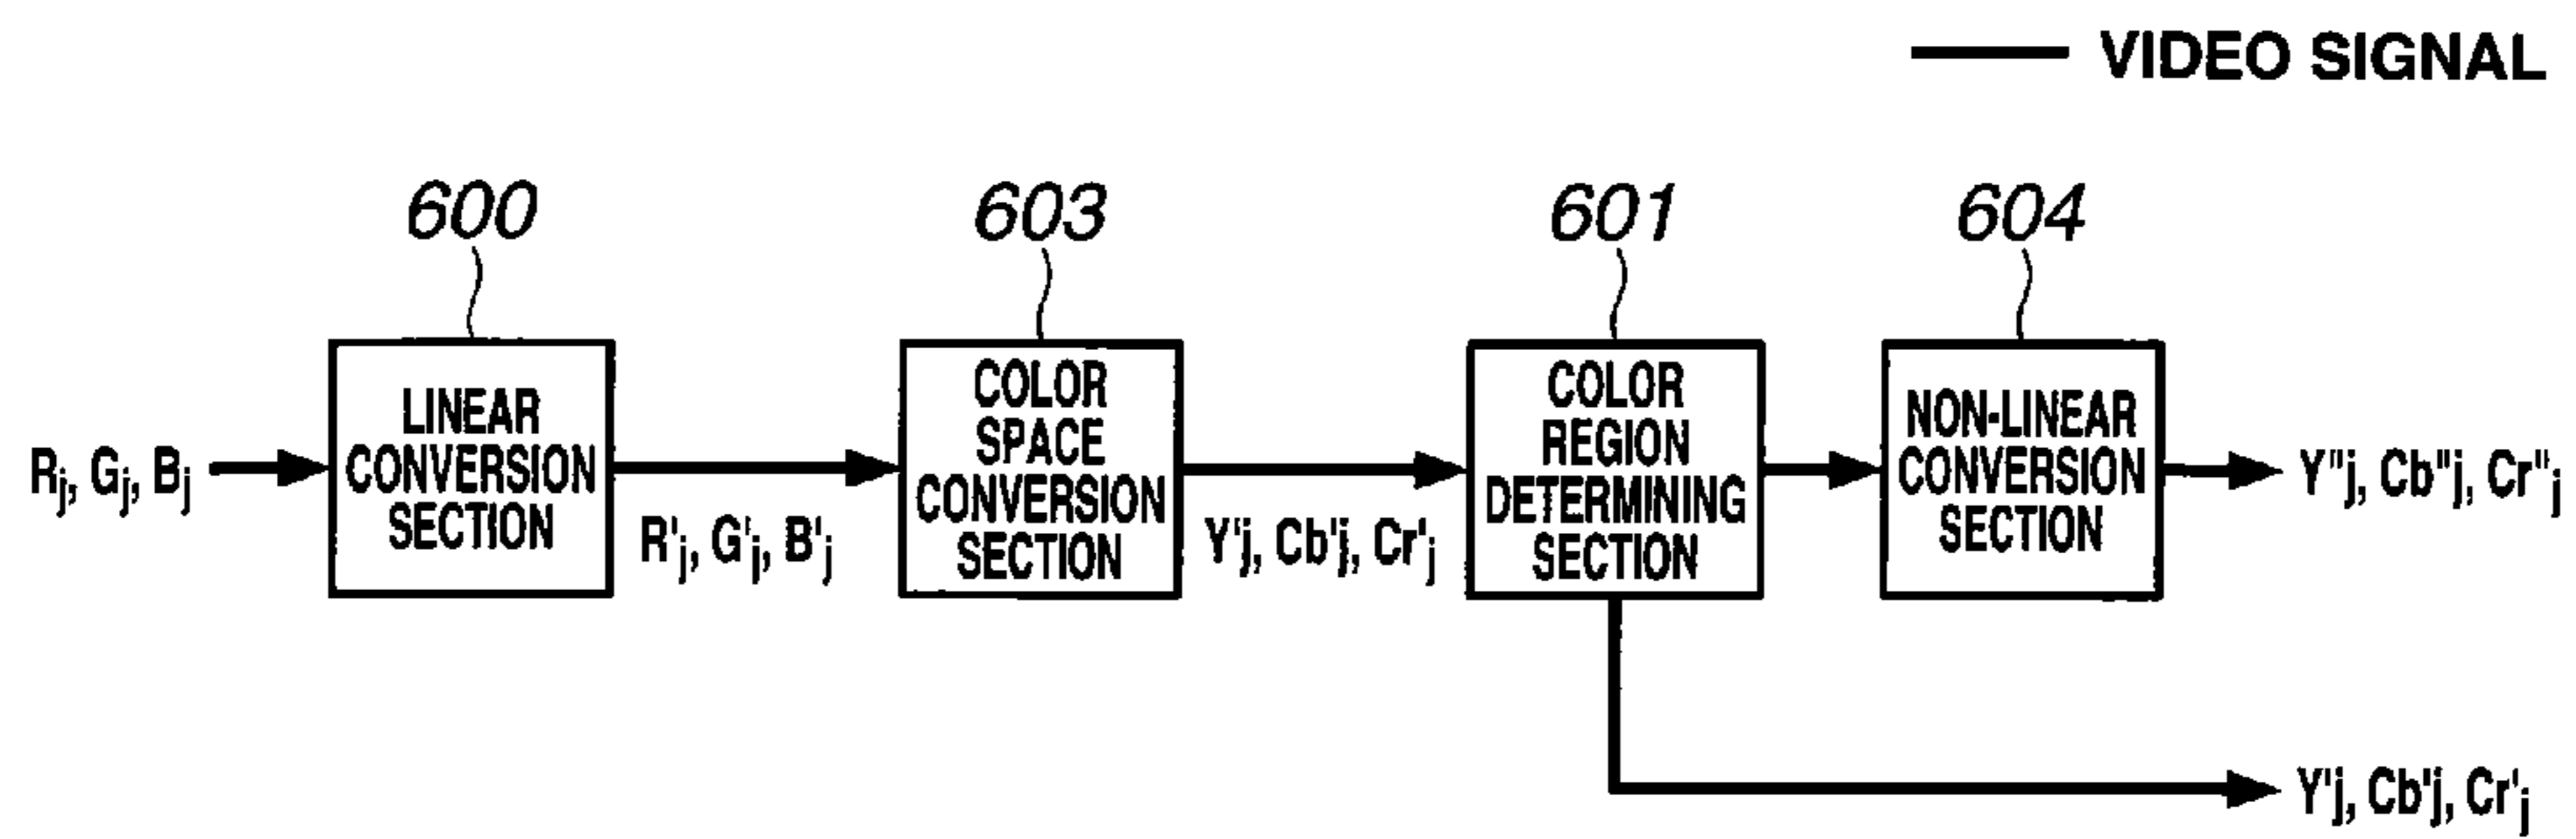 VIDEO SIGNAL
600
603
601
604
Rj, Gj, Bj
LINEAR
CONVERSION
SECTION
R'j, G'j, B'j
COLOR
SPACE
CONVERSION
SECTION
Y'j, Cb'j, Cr'j
COLOR
REGION
DETERMINING
SECTION
NON-LINEAR
CONVERSION
SECTION
Y"j, Cb"j, Cr"j
Y'j, Cb'j, Cr'j